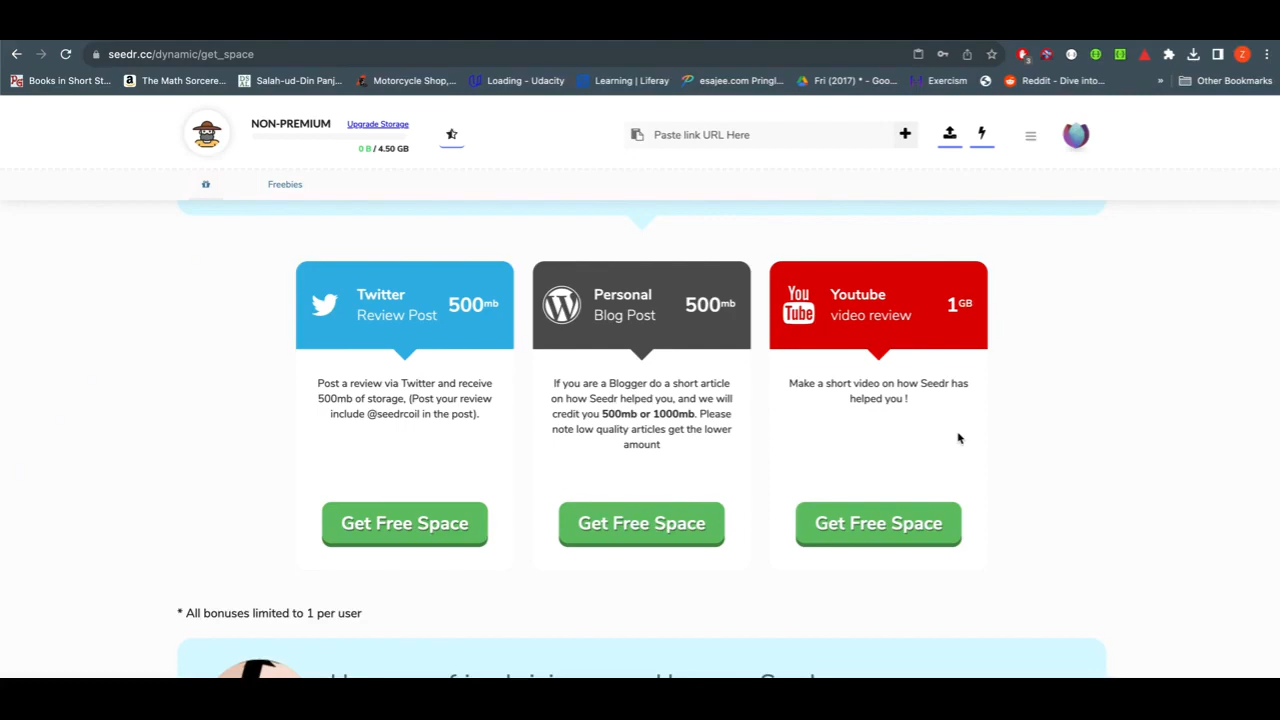 seedr.cc/dynamic/get_space
3
Z
Books in Short St...
The Math Sorcere...
Salah-ud-Din Panj...
Motorcycle Shop,...
Loading - Udacity
Learning | Liferay
esajee.com Pringl...
Fri (2017) * - Goo...
Exercism
Reddit - Dive into...
»
Other Bookmarks
NON-PREMIUM
Upgrade Storage
0 B / 4.50 GB
Paste link URL Here
Freebies
Twitter
Review Post
500mb
Personal
Blog Post
500mb
You
Tube
Youtube
video review
1GB
Post a review via Twitter and receive
500mb of storage, (Post your review
include @seedrcoil in the post).
If you are a Blogger do a short article
on how Seedr helped you, and we will
credit you 500mb or 1000mb. Please
note low quality articles get the lower
amount
Make a short video on how Seedr has
helped you !
Get Free Space
Get Free Space
Get Free Space
* All bonuses limited to 1 per user